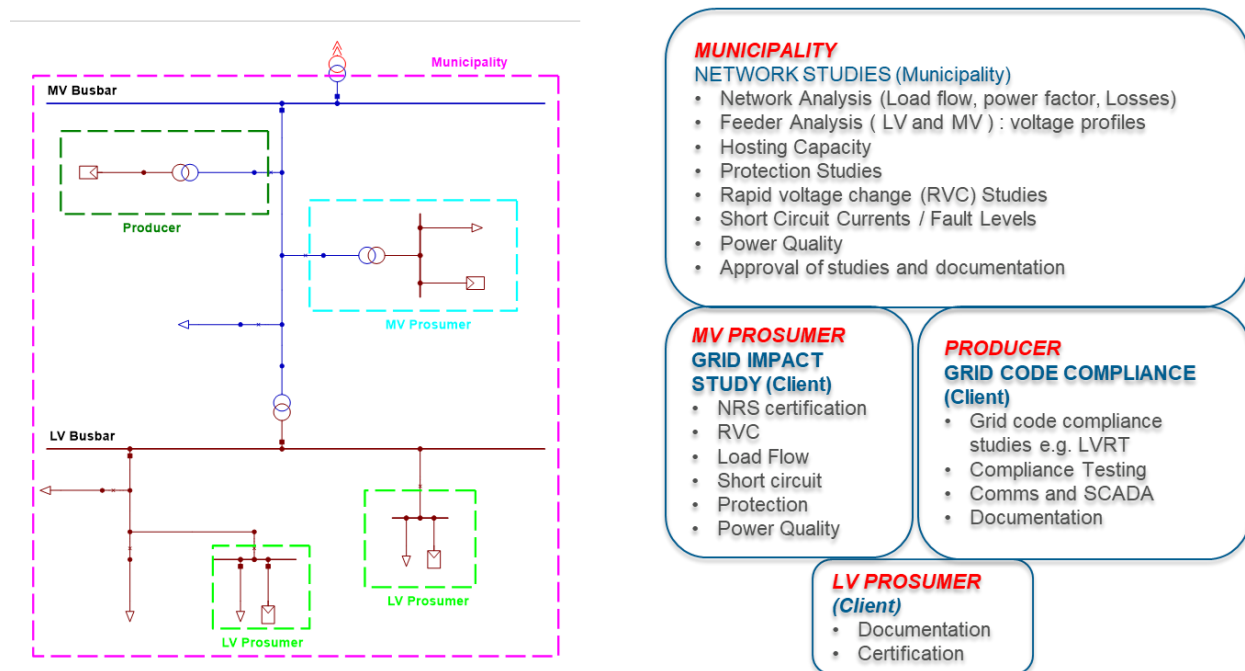 Municipality
MV Busbar
Producer
MV Prosumer
LV Busbar
LV Prosumer
LV Prosumer
MUNICIPALITY
NETWORK STUDIES (Municipality)
• Network Analysis (Load flow, power factor, Losses)
• Feeder Analysis ( LV and MV ) : voltage profiles
• Hosting Capacity
• Protection Studies
• Rapid voltage change (RVC) Studies
• Short Circuit Currents / Fault Levels
• Power Quality
• Approval of studies and documentation
MV PROSUMER
GRID IMPACT
STUDY (Client)
• NRS certification
• RVC
• Load Flow
• Short circuit
• Protection
• Power Quality
PRODUCER
GRID CODE COMPLIANCE
(Client)
• Grid code compliance
studies e.g. LVRT
• Compliance Testing
• Comms and SCADA
• Documentation
LV PROSUMER
(Client)
• Documentation
• Certification